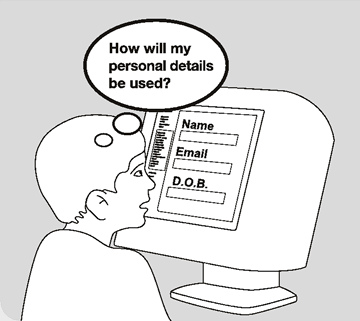 How will my
personal details
be used?
Name
Email
D.O.B.